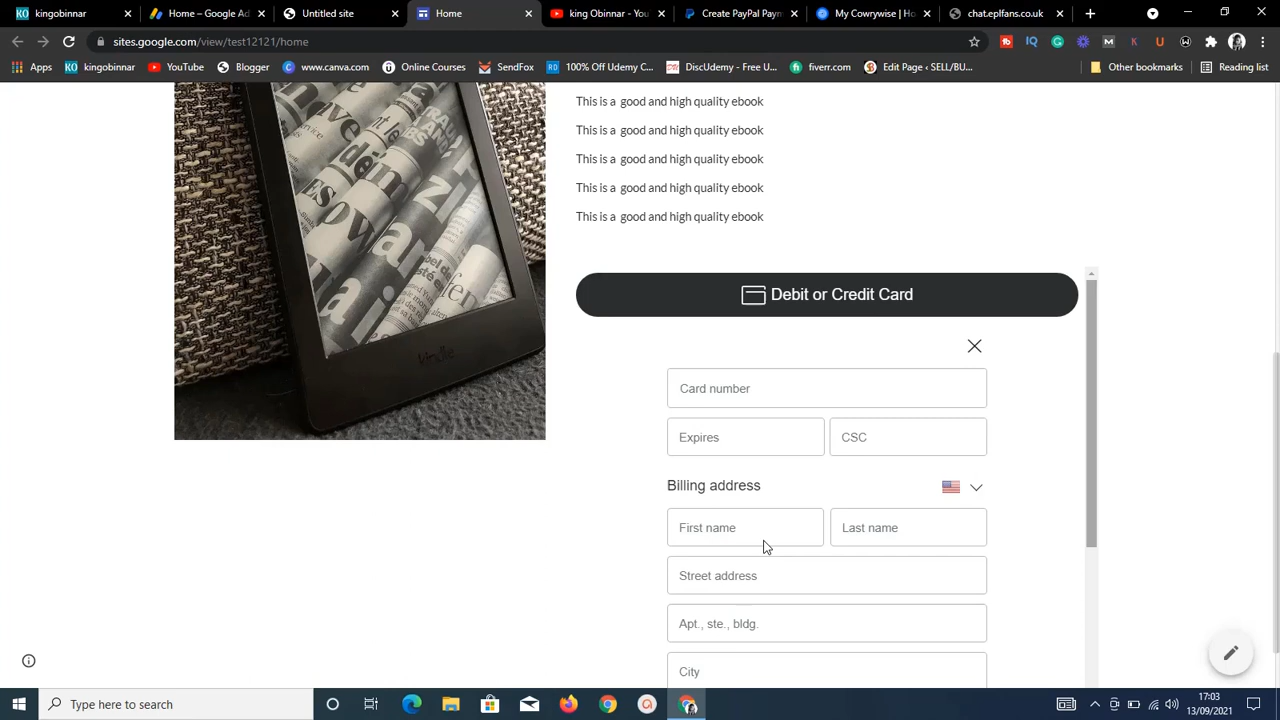 Home – Google Ad
Untitled site
Home
king Obinnar - You
Create PayPal Paym
My Cowrywise | Ho
chat.eplfans.co.uk
sites.google.com/view/test12121/home
Apps
KO kingobinnar
YouTube
Blogger
www.canva.com
Online Courses
SendFox
100% Off Udemy C...
DiscUdemy - Free U...
fiverr.com
Edit Page ‹ SELL/BU...
Other bookmarks
Reading list
This is a good and high quality ebook
This is a good and high quality ebook
This is a good and high quality ebook
This is a good and high quality ebook
This is a good and high quality ebook
kindle
Debit or Credit Card
Card number
Expires
CSC
Billing address
First name
Last name
Street address
Apt., ste., bldg.
City
Type here to search
17:03
13/09/2021